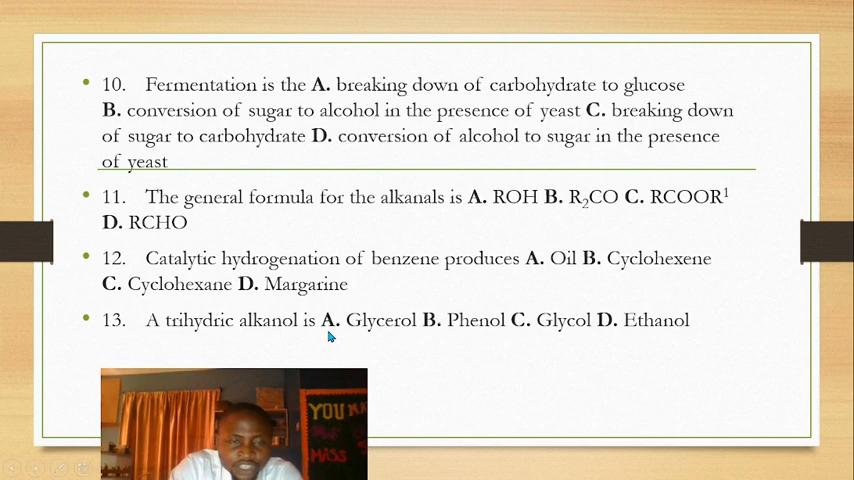 10. Fermentation is the A. breaking down of carbohydrate to glucose
B. conversion of sugar to alcohol in the presence of yeast C. breaking down
of sugar to carbohydrate D. conversion of alcohol to sugar in the presence
of yeast
11. The general formula for the alkanals is A. ROH B. R₂CO C. RCOOR¹
D. RCHO
12. Catalytic hydrogenation of benzene produces A. Oil B. Cyclohexene
C. Cyclohexane D. Margarine
13. A trihydric alkanol is A. Glycerol B. Phenol C. Glycol D. Ethanol
YOU
MASS